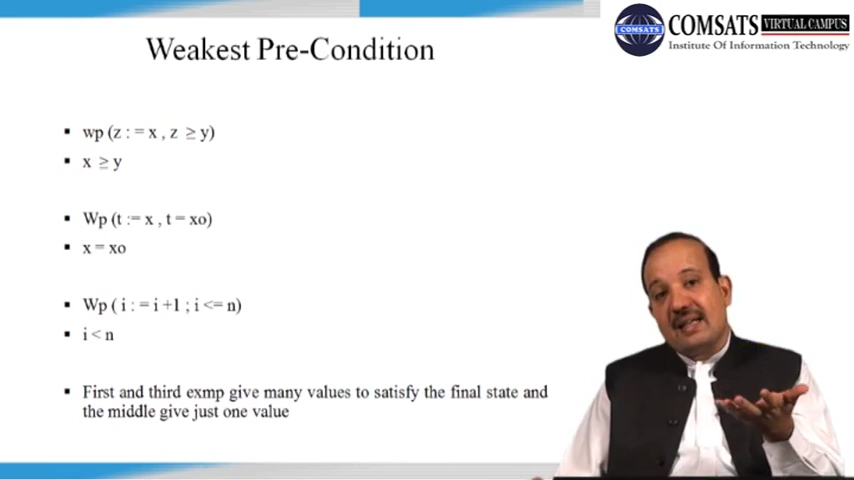 Weakest Pre-Condition
COMSATS
COMSATS VIRTUAL CAMPUS
Institute Of Information Technology
▪ wp (z : = x , z ≥ y)
▪ x ≥ y
▪ Wp (t := x , t = xo)
▪ x = xo
▪ Wp ( i : = i +1 ; i <= n)
▪ i < n
▪ First and third exmp give many values to satisfy the final state and
the middle give just one value